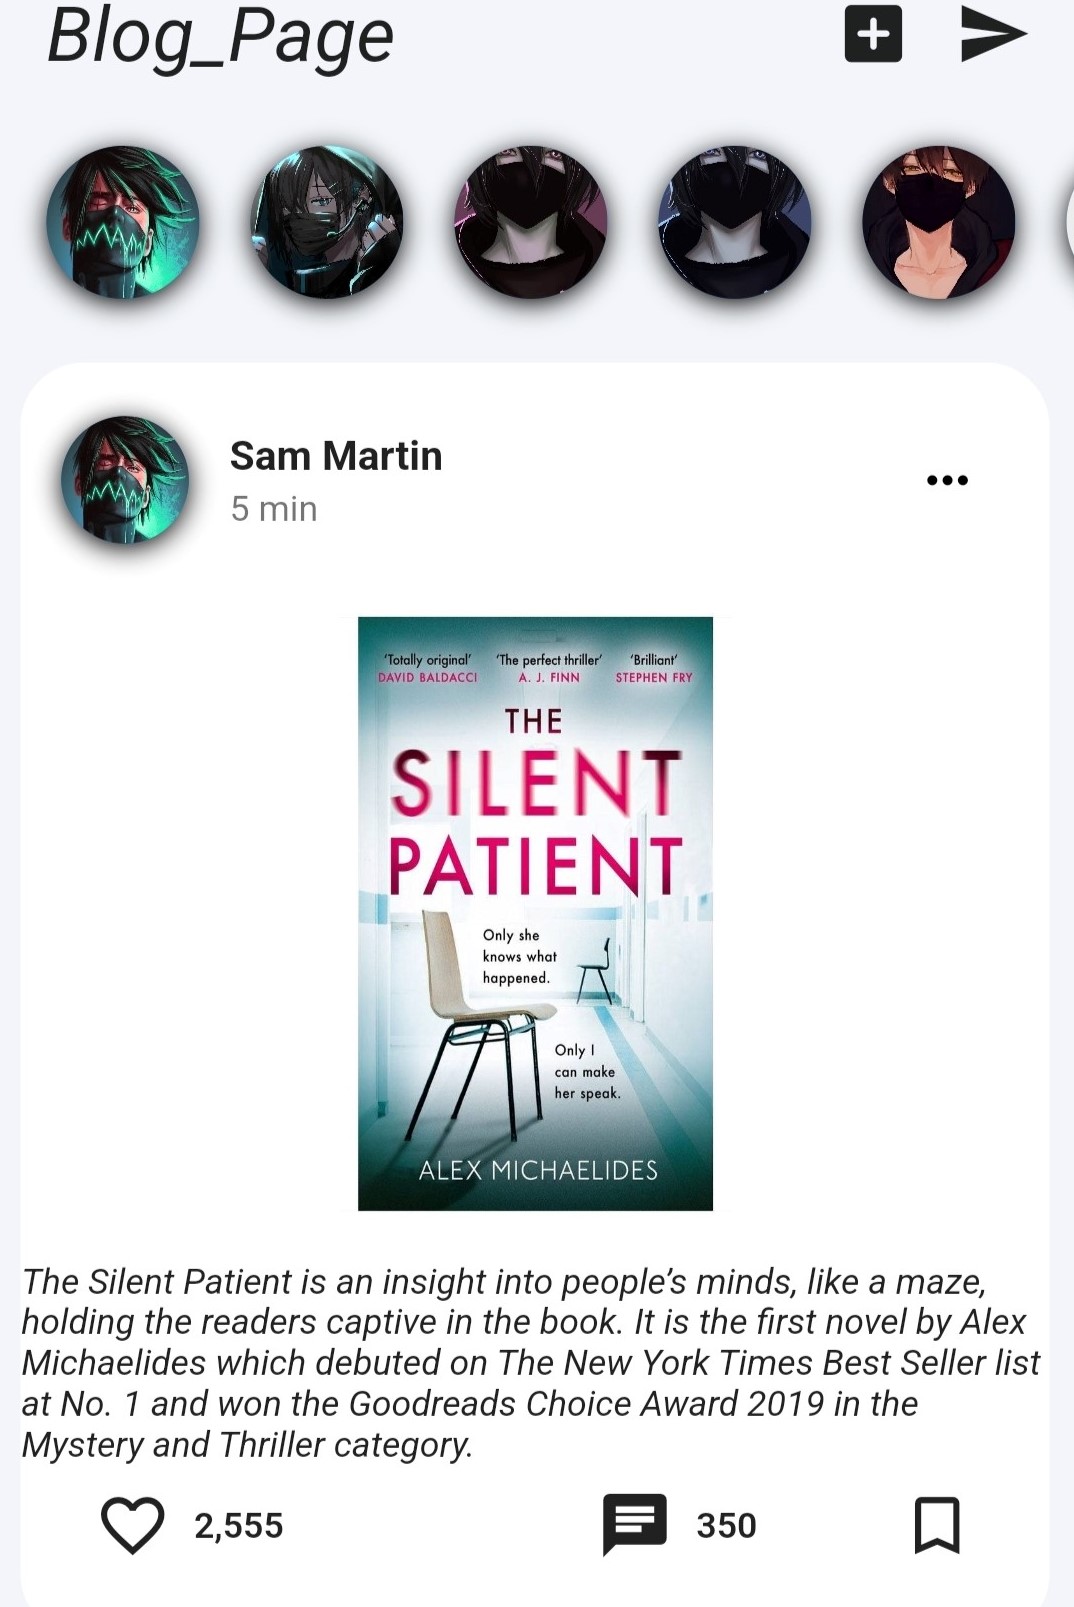 Blog_Page
Sam Martin
5 min
'Totally original' 'The perfect thriller' 'Brilliant'
DAVID BALDACCI A. J. FINN STEPHEN FRY
THE
SILENT
PATIENT
Only she
knows what
happened.
Only I
can make
her speak.
ALEX MICHAELIDES
The Silent Patient is an insight into people's minds, like a maze,
holding the readers captive in the book. It is the first novel by Alex
Michaelides which debuted on The New York Times Best Seller list
at No. 1 and won the Goodreads Choice Award 2019 in the
Mystery and Thriller category.
2,555 350